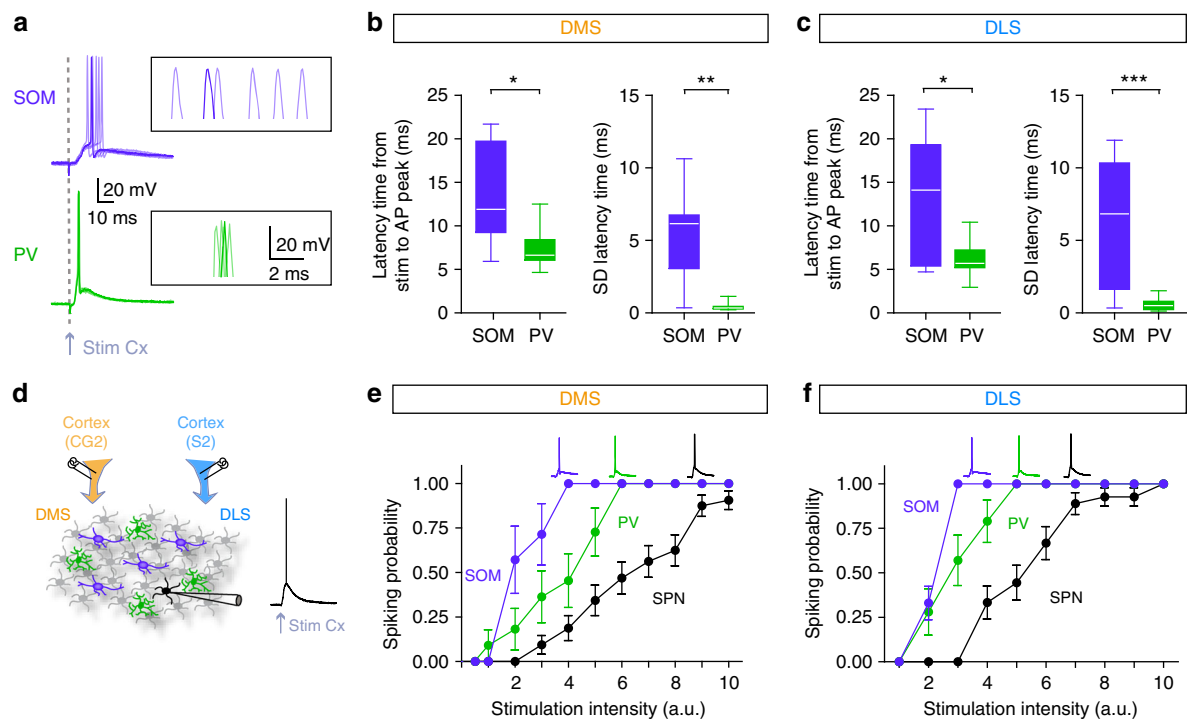 a
SOM
20 mV
10 ms
PV
20 mV
2 ms
Stim Cx
b
DMS
Latency time from
stim to AP peak (ms)
25
20
15
10
5
0
*
SOM PV
SD latency time (ms)
15
10
5
0
**
SOM PV
c
DLS
Latency time from
stim to AP peak (ms)
25
20
15
10
5
0
*
SOM PV
SD latency time (ms)
15
10
5
0
***
SOM PV
d
Cortex
(CG2)
Cortex
(S2)
DMS
DLS
Stim Cx
e
DMS
Spiking probability
1.00
0.75
0.50
0.25
0.00
SOM
PV
SPN
2 4 6 8 10
Stimulation intensity (a.u.)
f
DLS
Spiking probability
1.00
0.75
0.50
0.25
0.00
SOM
PV
SPN
2 4 6 8 10
Stimulation intensity (a.u.)